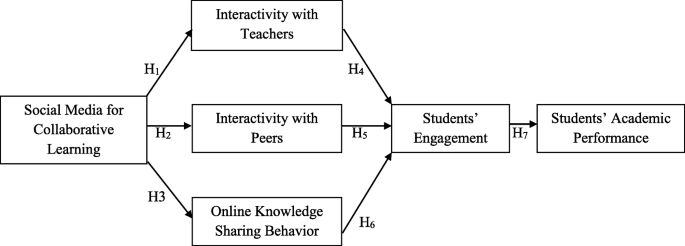 Interactivity with
Teachers
H₁
H₄
Social Media for
Collaborative
Learning
H₂
Interactivity with
Peers
H₅
Students’
Engagement
H₇
Students’ Academic
Performance
H3
Online Knowledge
Sharing Behavior
H₆